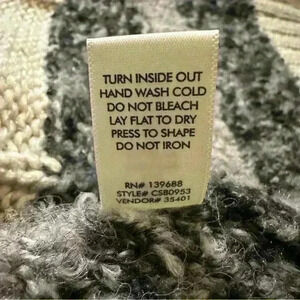 TURN INSIDE OUT
HAND WASH COLD
DO NOT BLEACH
LAY FLAT TO DRY
PRESS TO SHAPE
DO NOT IRON
RN# 139688
STYLE# CSB0953
VENDOR# 35401